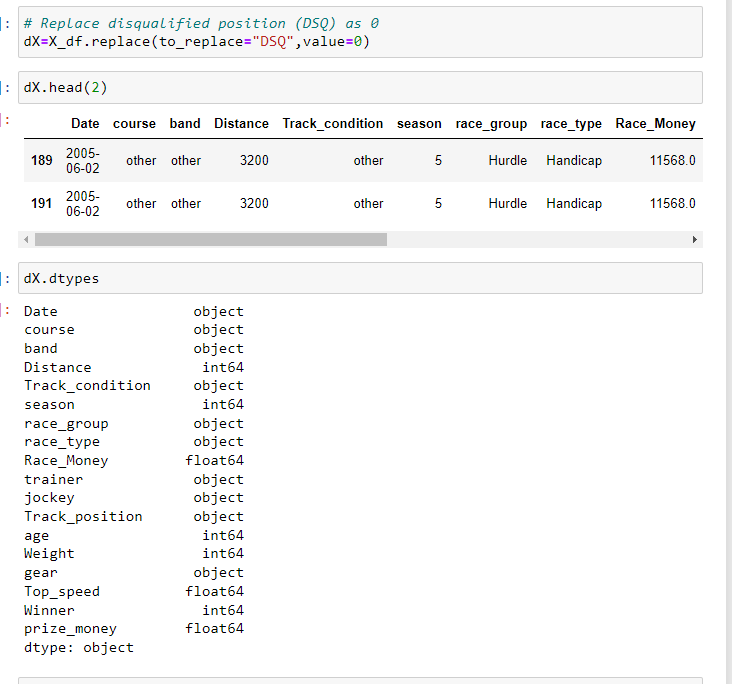 ]: # Replace disqualified position (DSQ) as 0
dX=X_df.replace(to_replace="DSQ",value=0)
]: dX.head(2)
]: Date course band Distance Track_condition season race_group race_type Race_Money
189 2005-06-02 other other 3200 other 5 Hurdle Handicap 11568.0
191 2005-06-02 other other 3200 other 5 Hurdle Handicap 11568.0
]: dX.dtypes
]: Date object
course object
band object
Distance int64
Track_condition object
season int64
race_group object
race_type object
Race_Money float64
trainer object
jockey object
Track_position object
age int64
Weight int64
gear object
Top_speed float64
Winner int64
prize_money float64
dtype: object